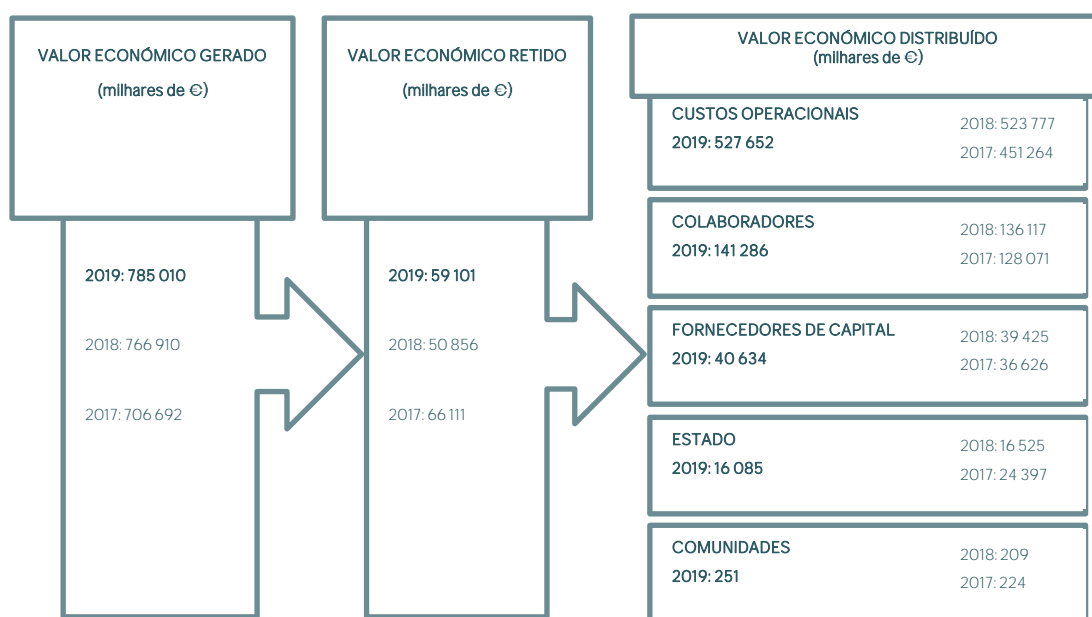 VALOR ECONÓMICO GERADO
(milhares de €)
2019: 785 010
2018: 766 910
2017: 706 692
VALOR ECONÓMICO RETIDO
(milhares de €)
2019: 59 101
2018: 50 856
2017: 66 111
VALOR ECONÓMICO DISTRIBUÍDO
(milhares de €)
CUSTOS OPERACIONAIS
2019: 527 652
2018: 523 777
2017: 451 264
COLABORADORES
2019: 141 286
2018: 136 117
2017: 128 071
FORNECEDORES DE CAPITAL
2019: 40 634
2018: 39 425
2017: 36 626
ESTADO
2019: 16 085
2018: 16 525
2017: 24 397
COMUNIDADES
2019: 251
2018: 209
2017: 224